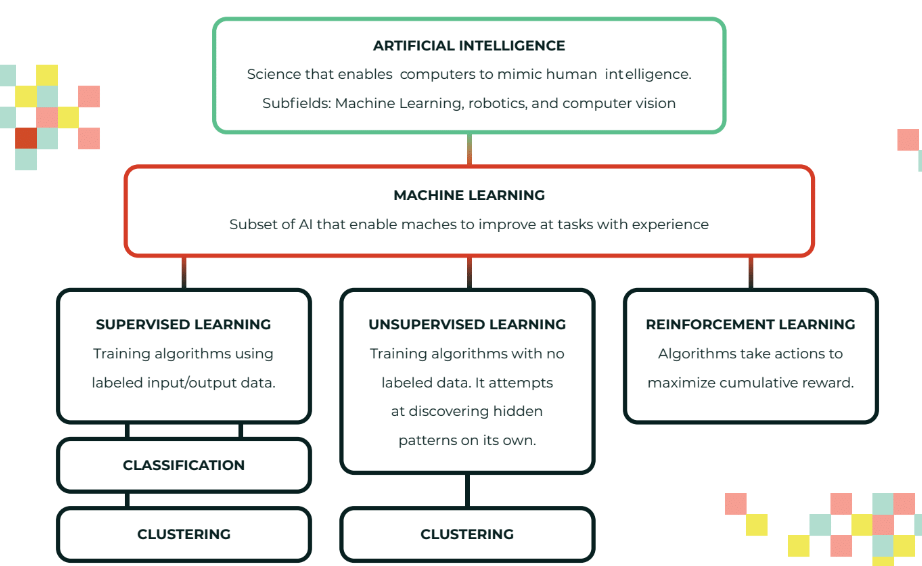 ARTIFICIAL INTELLIGENCE
Science that enables computers to mimic human intelligence.
Subfields: Machine Learning, robotics, and computer vision
MACHINE LEARNING
Subset of AI that enable maches to improve at tasks with experience
SUPERVISED LEARNING
Training algorithms using
labeled input/output data.
UNSUPERVISED LEARNING
Training algorithms with no
labeled data. It attempts
at discovering hidden
patterns on its own.
REINFORCEMENT LEARNING
Algorithms take actions to
maximize cumulative reward.
CLASSIFICATION
CLUSTERING
CLUSTERING